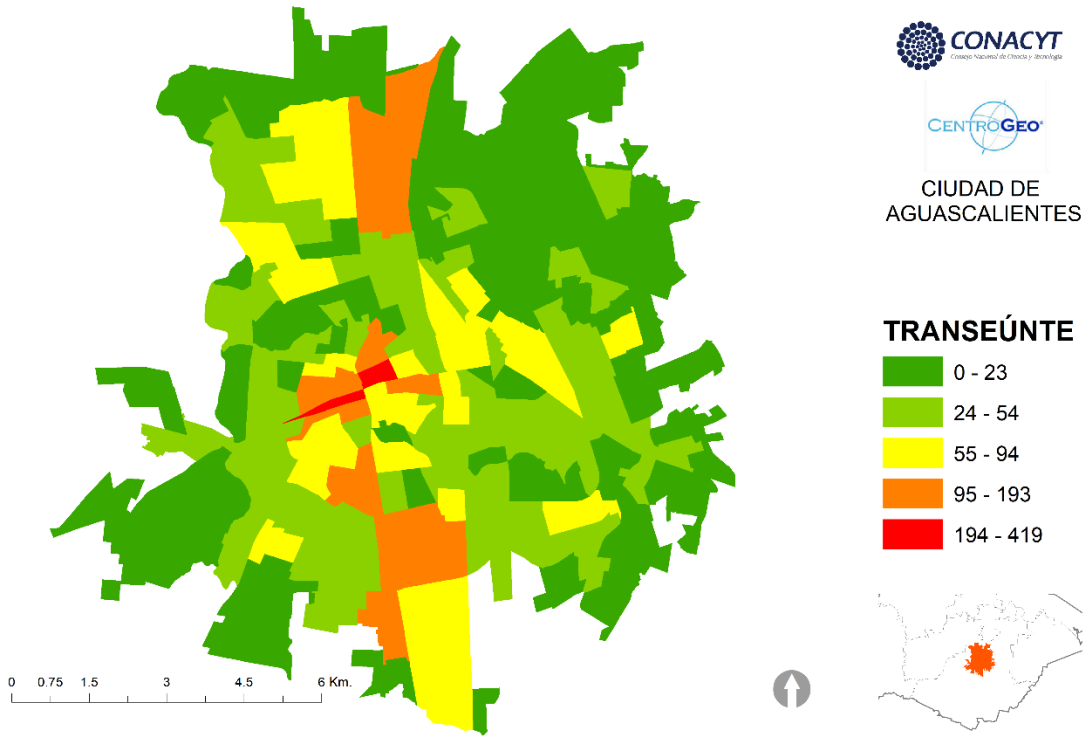 CONACYT
Consejo Nacional de Ciencia y Tecnología
CENTROGEO®
CIUDAD DE
AGUASCALIENTES
TRANSEÚNTE
0 - 23
24 - 54
55 - 94
95 - 193
194 - 419
0 0.75 1.5 3 4.5 6 Km.